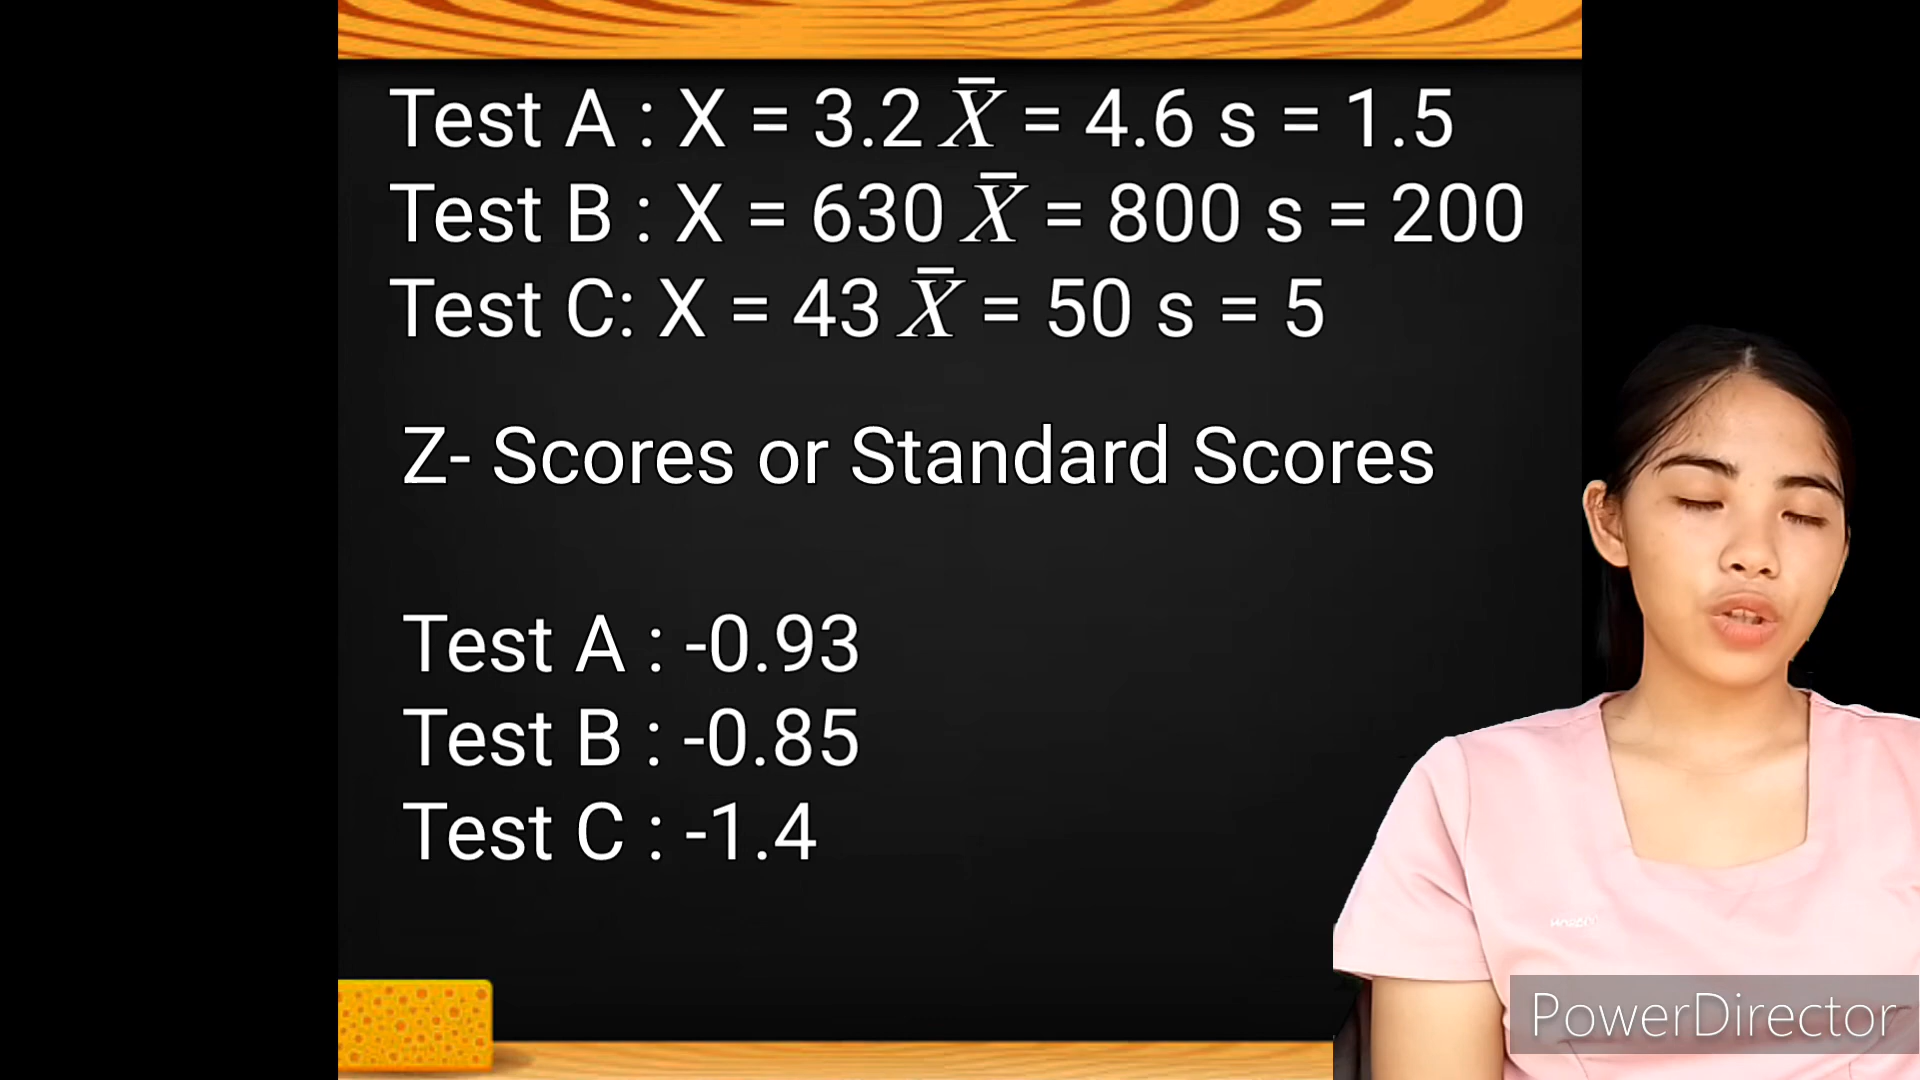 Test A : X = 3.2 X̄ = 4.6 s = 1.5
Test B : X = 630 X̄ = 800 s = 200
Test C: X = 43 X̄ = 50 s = 5
Z- Scores or Standard Scores
Test A : -0.93
Test B : -0.85
Test C : -1.4
PowerDirector